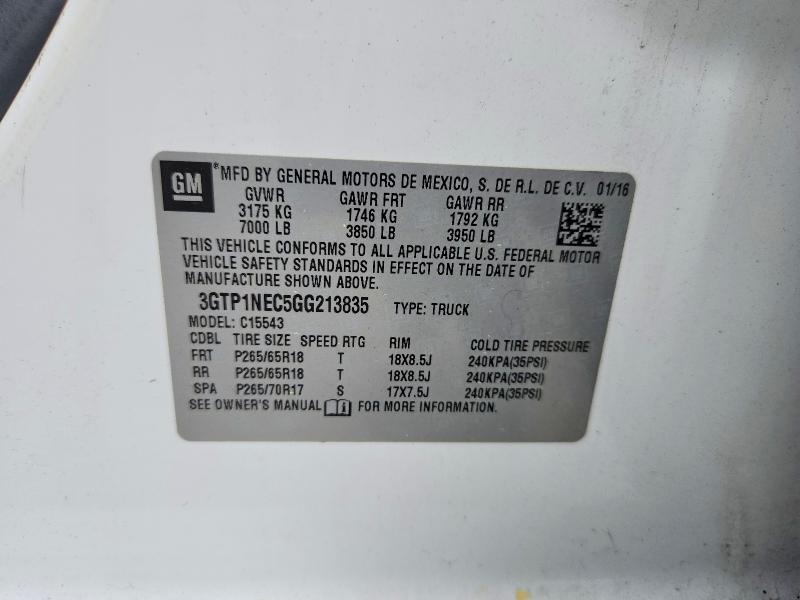 GM ® MFD BY GENERAL MOTORS DE MEXICO, S. DE R.L. DE C.V. 01/16
GVWR GAWR FRT GAWR RR
3175 KG 1746 KG 1792 KG
7000 LB 3850 LB 3950 LB
THIS VEHICLE CONFORMS TO ALL APPLICABLE U.S. FEDERAL MOTOR
VEHICLE SAFETY STANDARDS IN EFFECT ON THE DATE OF
MANUFACTURE SHOWN ABOVE.
3GTP1NEC5GG213835 TYPE: TRUCK
MODEL: C15543
CDBL TIRE SIZE SPEED RTG RIM COLD TIRE PRESSURE
FRT P265/65R18 T 18X8.5J 240KPA(35PSI)
RR P265/65R18 T 18X8.5J 240KPA(35PSI)
SPA P265/70R17 S 17X7.5J 240KPA(35PSI)
SEE OWNER'S MANUAL FOR MORE INFORMATION.